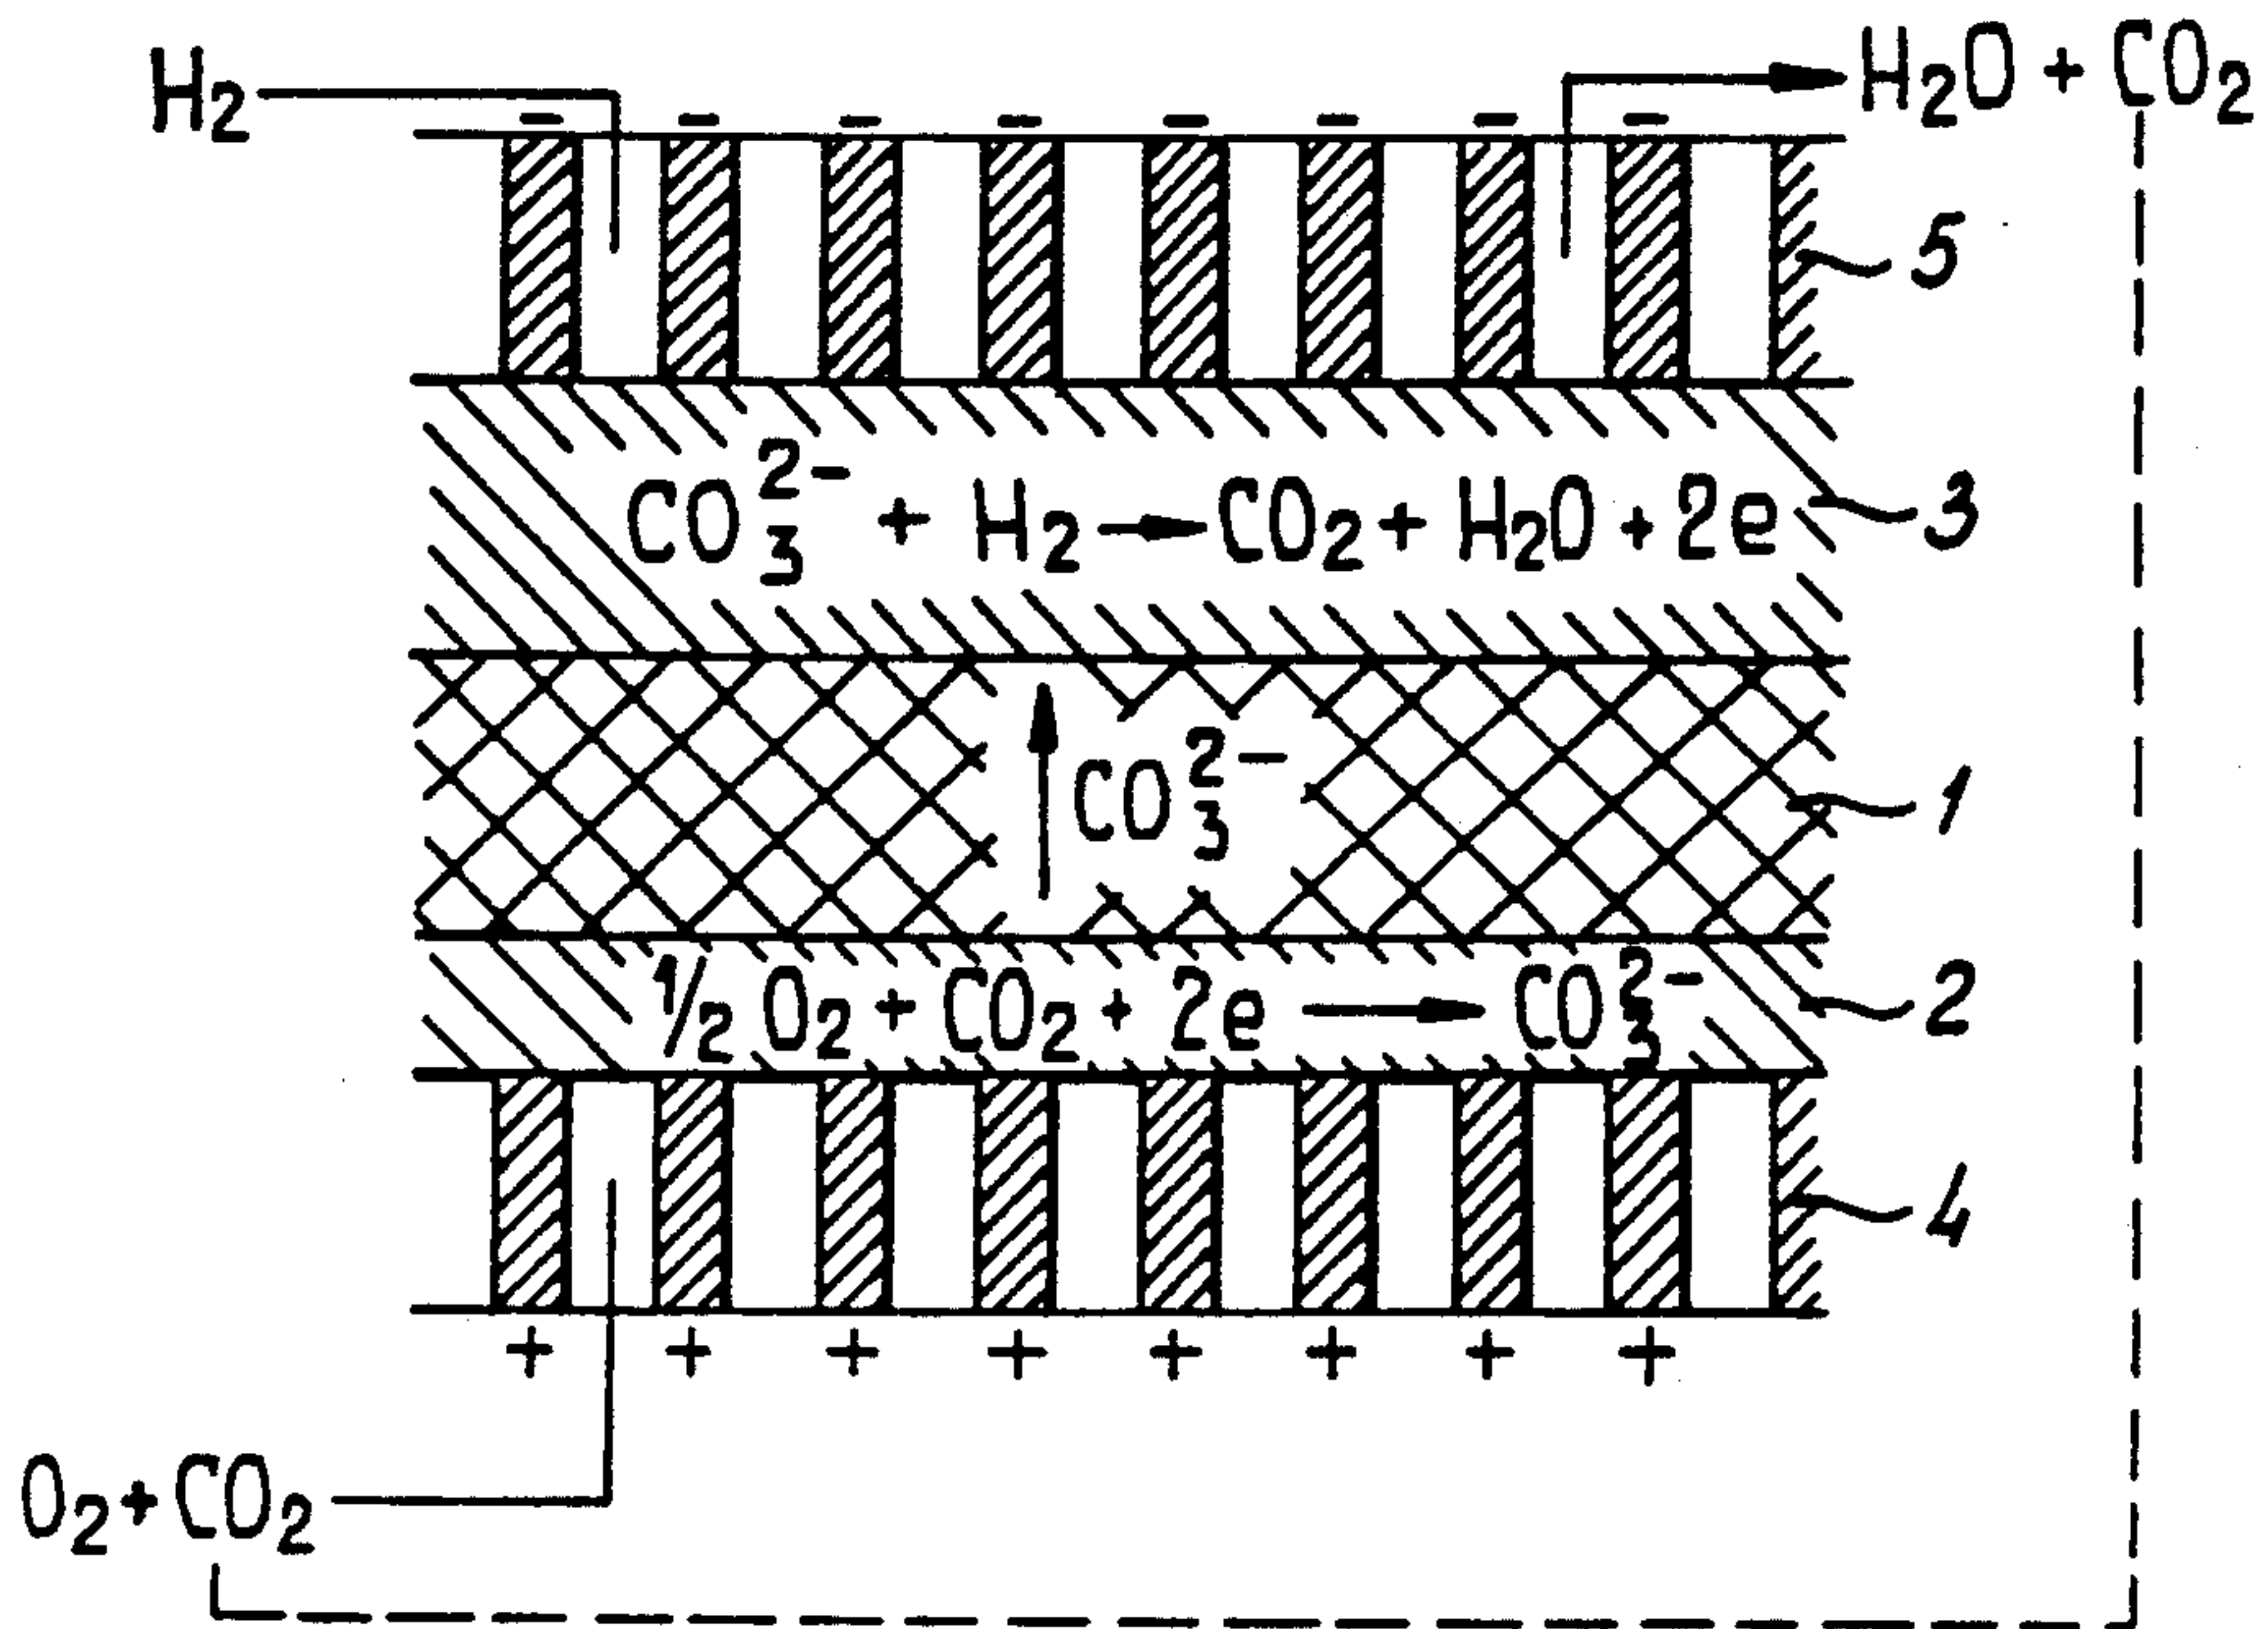 H₂
H₂O + CO₂
- - - - - - - -
5
CO₃²⁻ + H₂ → CO₂ + H₂O + 2e
3
CO₃²⁻
1
½ O₂ + CO₂ + 2e → CO₃²⁻
2
4
+ + + + + + + +
O₂ + CO₂